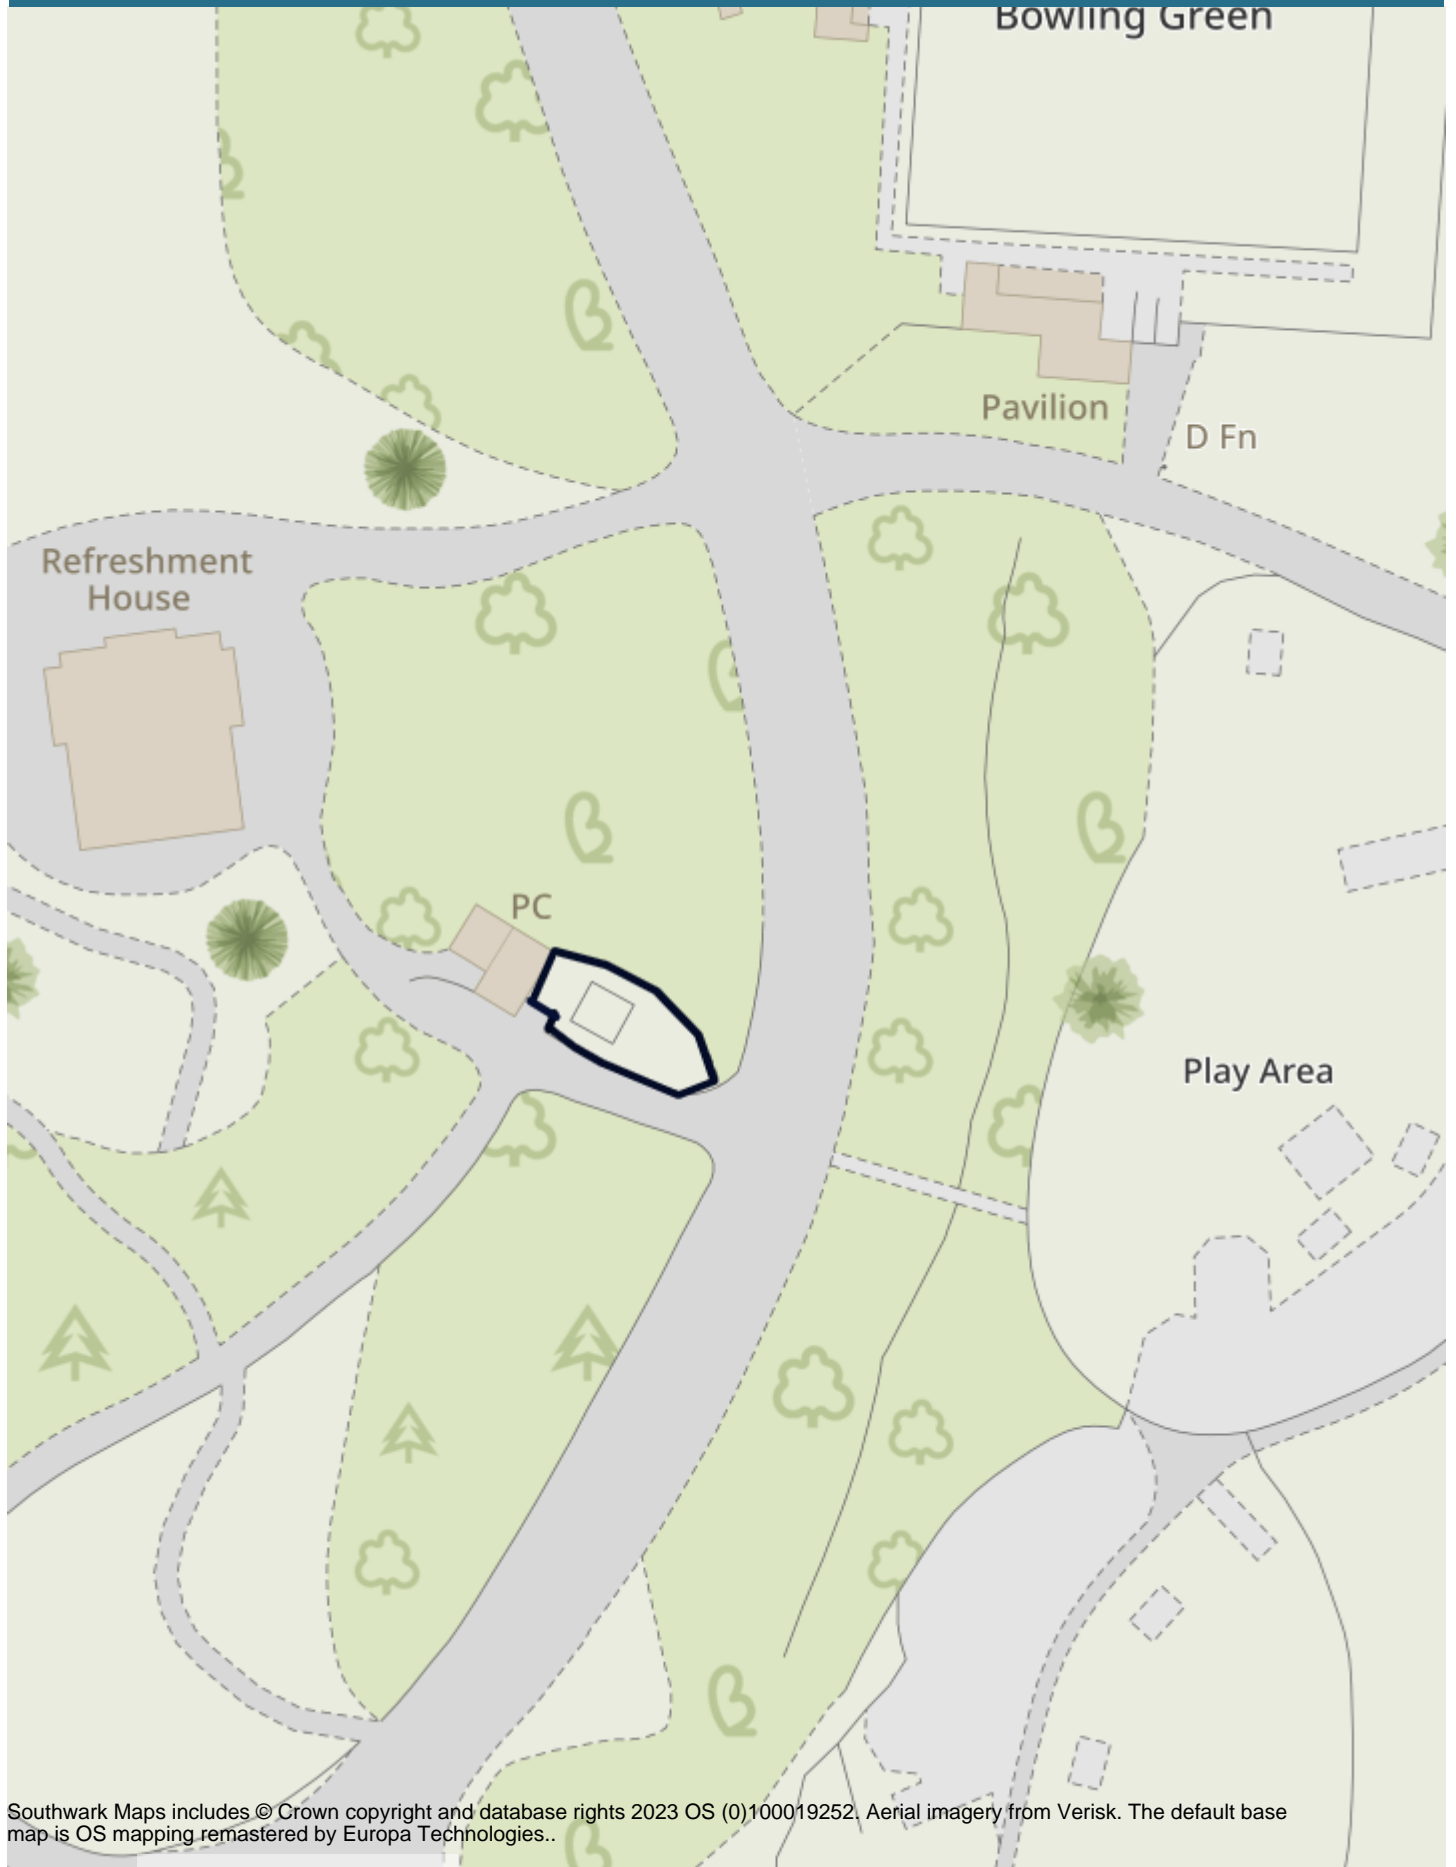 Bowling Green
Pavilion
D Fn
Refreshment
House
PC
Play Area
Southwark Maps includes © Crown copyright and database rights 2023 OS (0)100019252. Aerial imagery from Verisk. The default base
map is OS mapping remastered by Europa Technologies..